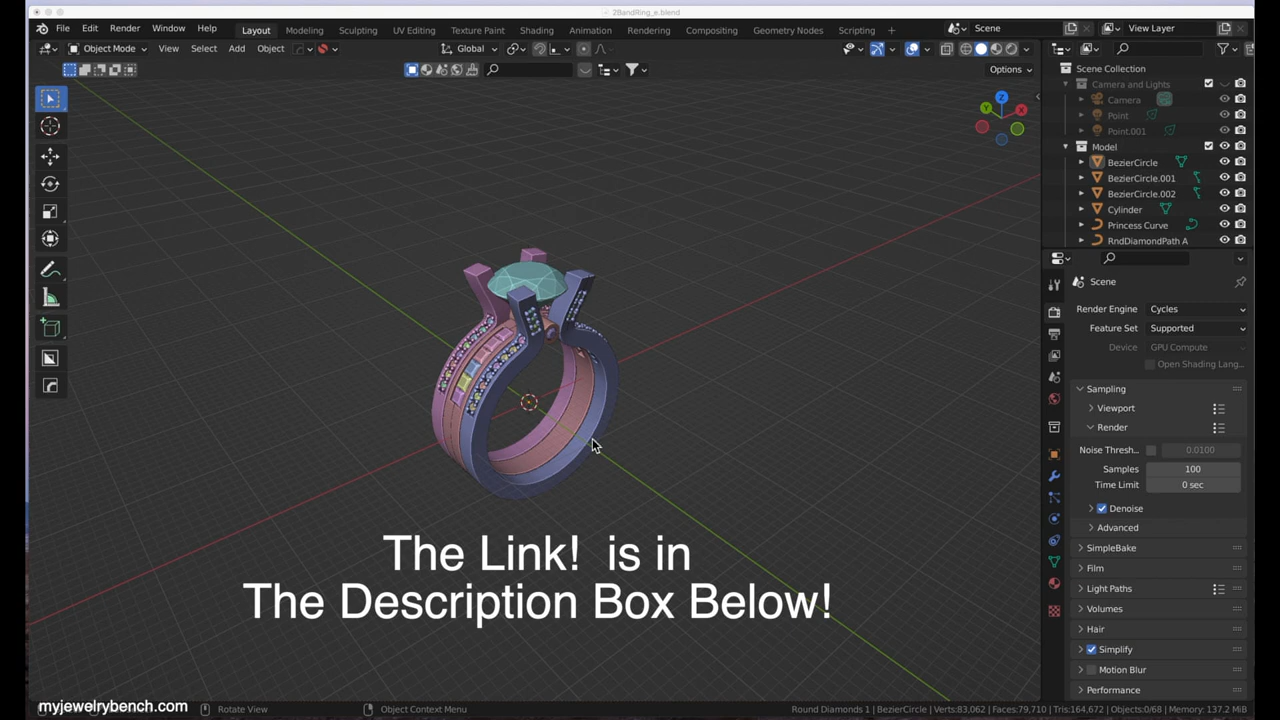 2BandRing_e.blend
File Edit Render Window Help Layout Modeling Sculpting UV Editing Texture Paint Shading Animation Rendering Compositing Geometry Nodes Scripting + Scene View Layer
Object Mode View Select Add Object Global
Options
Scene Collection
Camera and Lights
Camera
Point
Point.001
Model
BezierCircle
BezierCircle.001
BezierCircle.002
Cylinder
Princess Curve
RndDiamondPath A
Scene
Render Engine Cycles
Feature Set Supported
Device GPU Compute
Open Shading Lang...
Sampling
Viewport
Render
Noise Thresh... 0.0100
Samples 100
Time Limit 0 sec
Denoise
Advanced
SimpleBake
Film
Light Paths
Volumes
Hair
Simplify
Motion Blur
Performance
X
Y
Z
The Link! is in
The Description Box Below!
myjewelrybench.com
Rotate View Object Context Menu Round Diamonds 1 | BezierCircle | Verts:83,062 | Faces:79,710 | Tris:164,672 | Objects:0/68 | Memory: 137.2 MiB